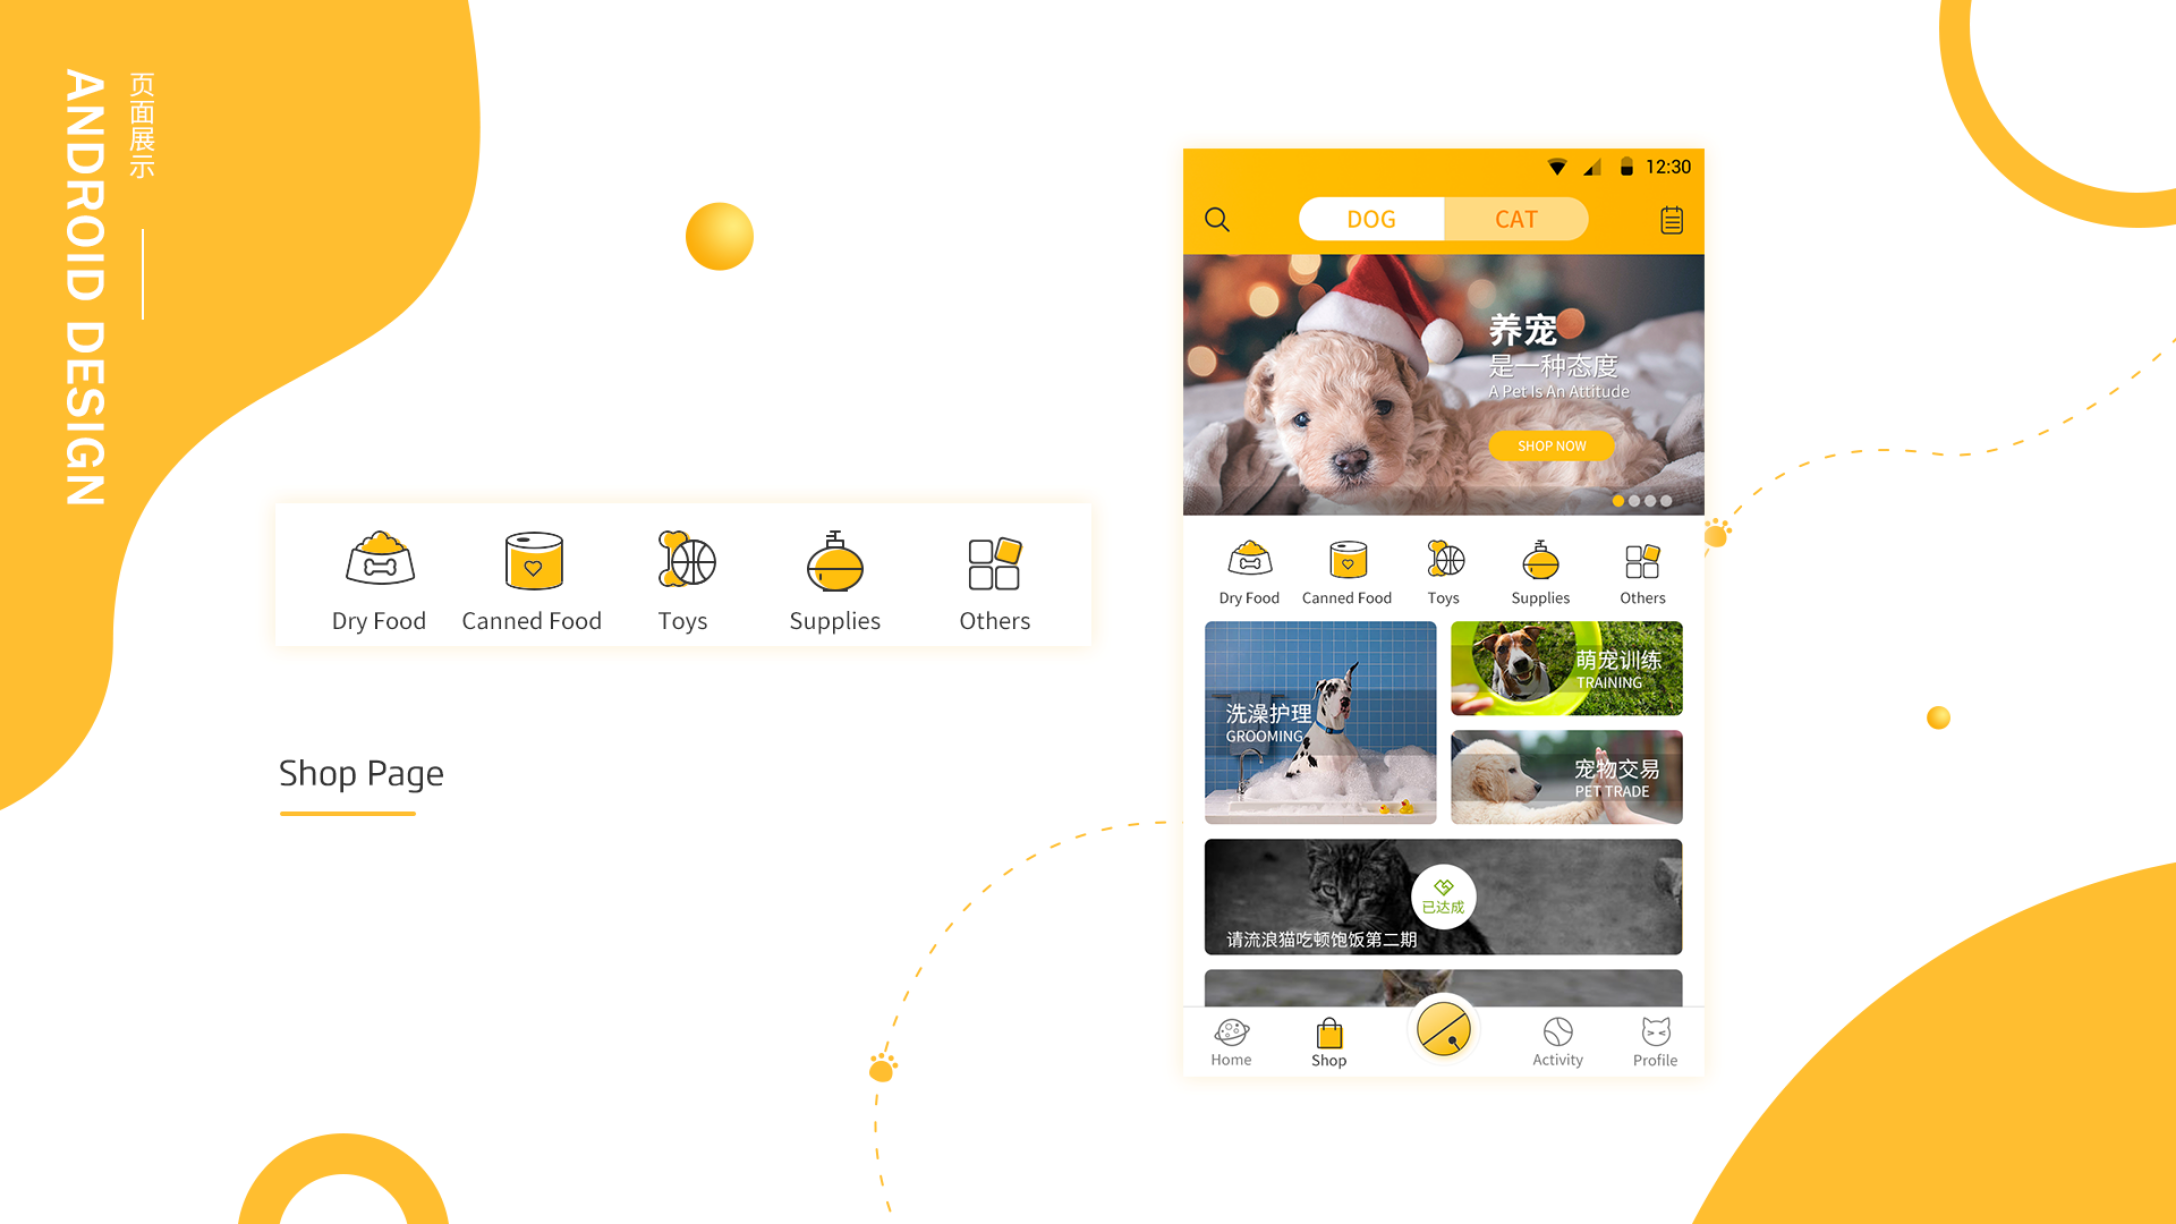 ANDROID DESIGN
页面展示
Dry Food
Canned Food
Toys
Supplies
Others
Shop Page
12:30
DOG
CAT
养宠
是一种态度
A Pet Is An Attitude
SHOP NOW
Dry Food
Canned Food
Toys
Supplies
Others
洗澡护理
GROOMING
萌宠训练
TRAINING
宠物交易
PET TRADE
已达成
请流浪猫吃顿饱饭第二期
Home
Shop
Activity
Profile